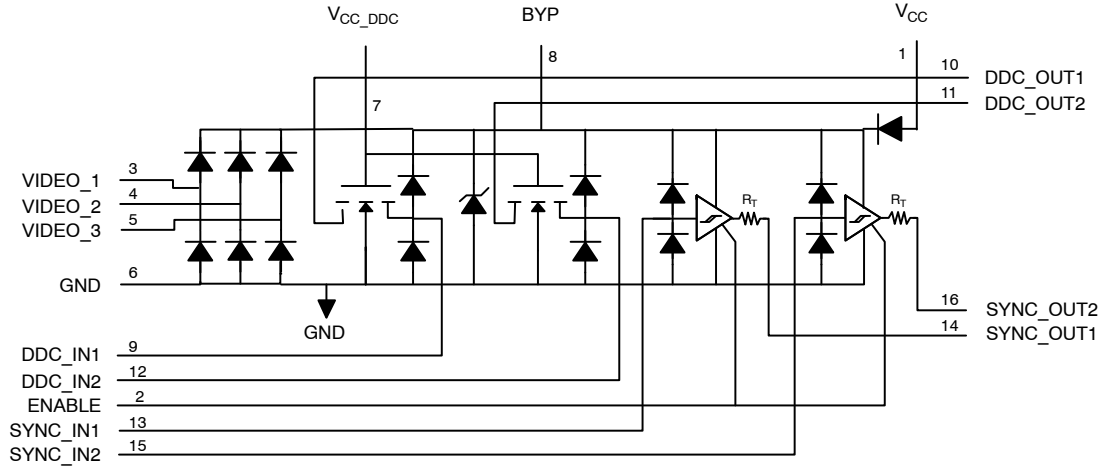 V_CC_DDC BYP V_CC
8 1 10 DDC_OUT1
11 DDC_OUT2
7
VIDEO_1 3
VIDEO_2 4
VIDEO_3 5
R_T R_T
GND 6
GND
16 SYNC_OUT2
14 SYNC_OUT1
DDC_IN1 9
DDC_IN2 12
ENABLE 2
SYNC_IN1 13
SYNC_IN2 15